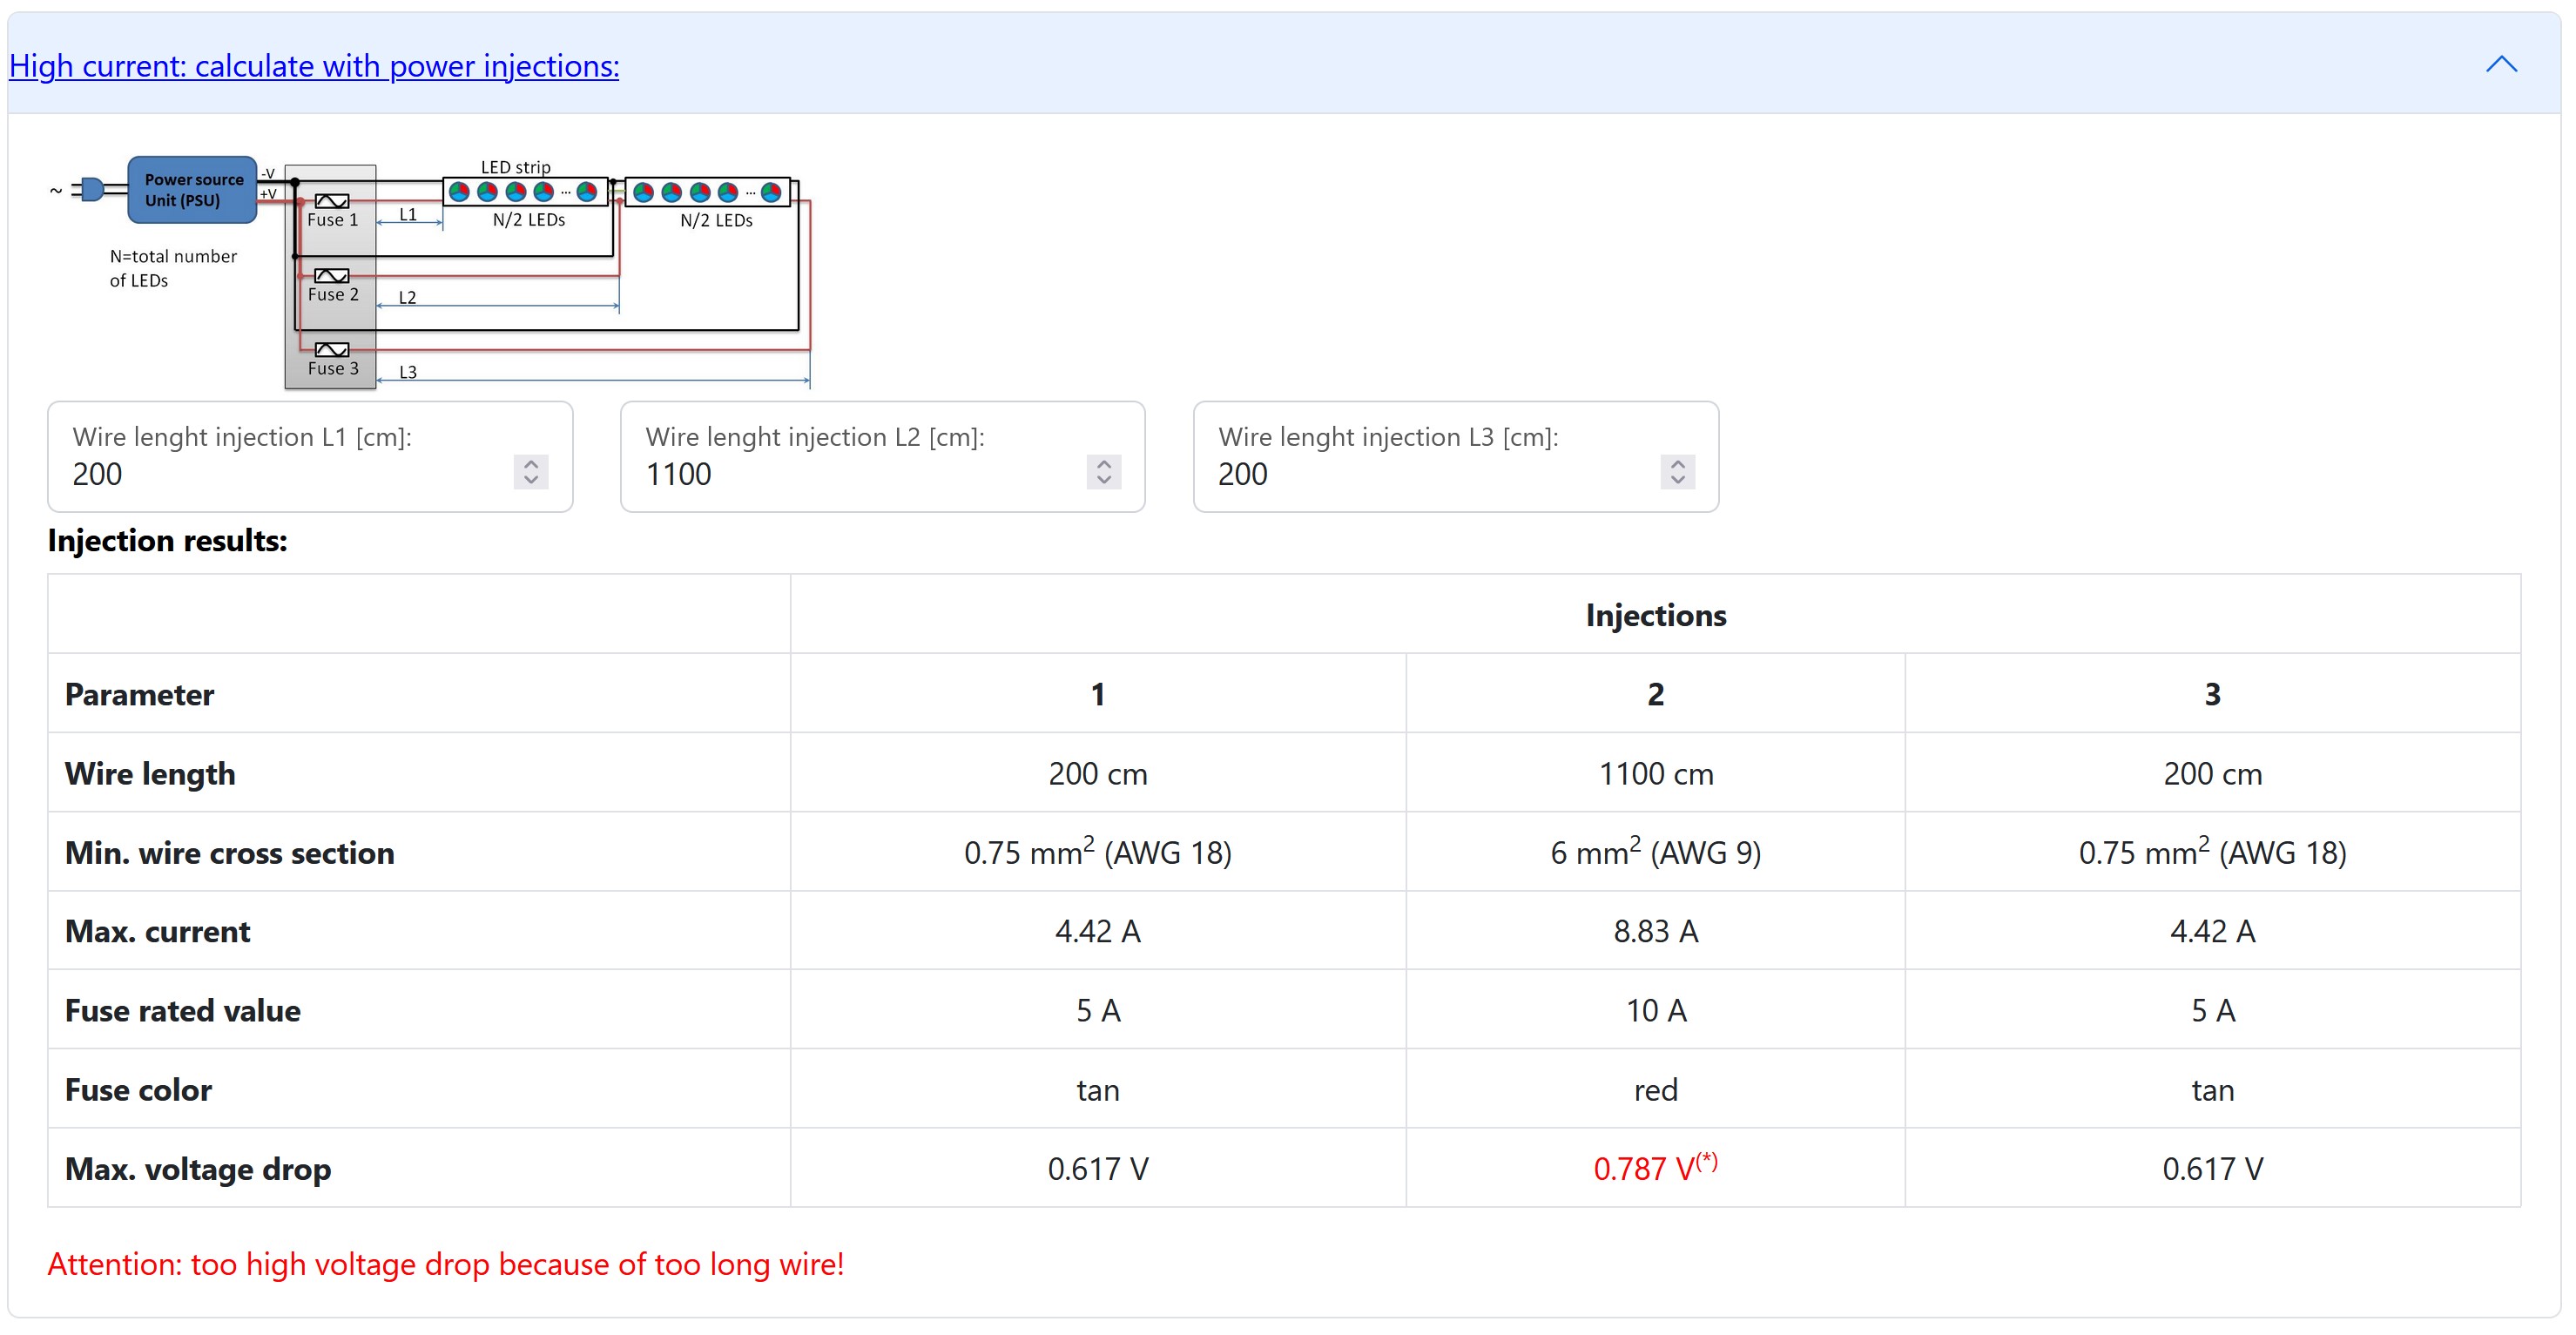 High current: calculate with power injections:
LED strip
~
Power source
Unit (PSU)
-V
+V
Fuse 1
L1
...
...
N/2 LEDs
N/2 LEDs
N=total number
of LEDs
Fuse 2
L2
Fuse 3
L3
Wire lenght injection L1 [cm]:
200
Wire lenght injection L2 [cm]:
1100
Wire lenght injection L3 [cm]:
200
Injection results:
Injections
Parameter 1 2 3
Wire length 200 cm 1100 cm 200 cm
Min. wire cross section 0.75 mm² (AWG 18) 6 mm² (AWG 9) 0.75 mm² (AWG 18)
Max. current 4.42 A 8.83 A 4.42 A
Fuse rated value 5 A 10 A 5 A
Fuse color tan red tan
Max. voltage drop 0.617 V 0.787 V(*) 0.617 V
Attention: too high voltage drop because of too long wire!